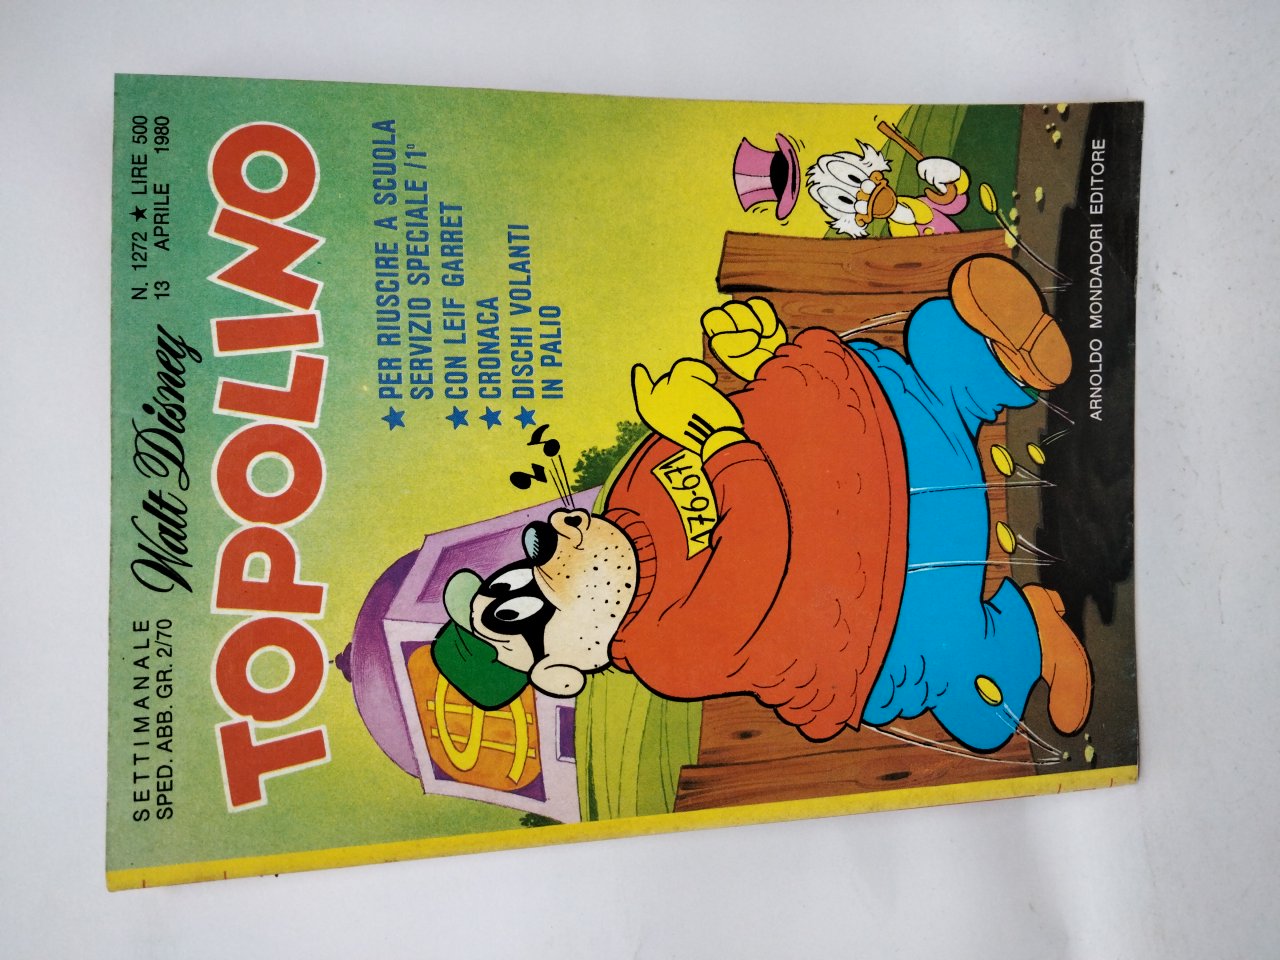 SETTIMANALE
SPED. ABB. GR. 2/70
Walt Disney
N. 1272 ★ LIRE 500
13 APRILE 1980
TOPOLINO
★ PER RIUSCIRE A SCUOLA
SERVIZIO SPECIALE /1º
★ CON LEIF GARRET
★ CRONACA
★ DISCHI VOLANTI
IN PALIO
176-671
$
ARNOLDO MONDADORI EDITORE